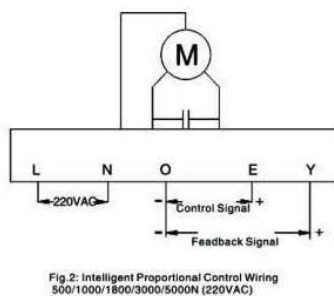 M
L N O E Y
220VAC
- Control Signal +
- Feadback Signal +
Fig.2: Intelligent Proportional Control Wiring
500/1000/1800/3000/5000N (220VAC)